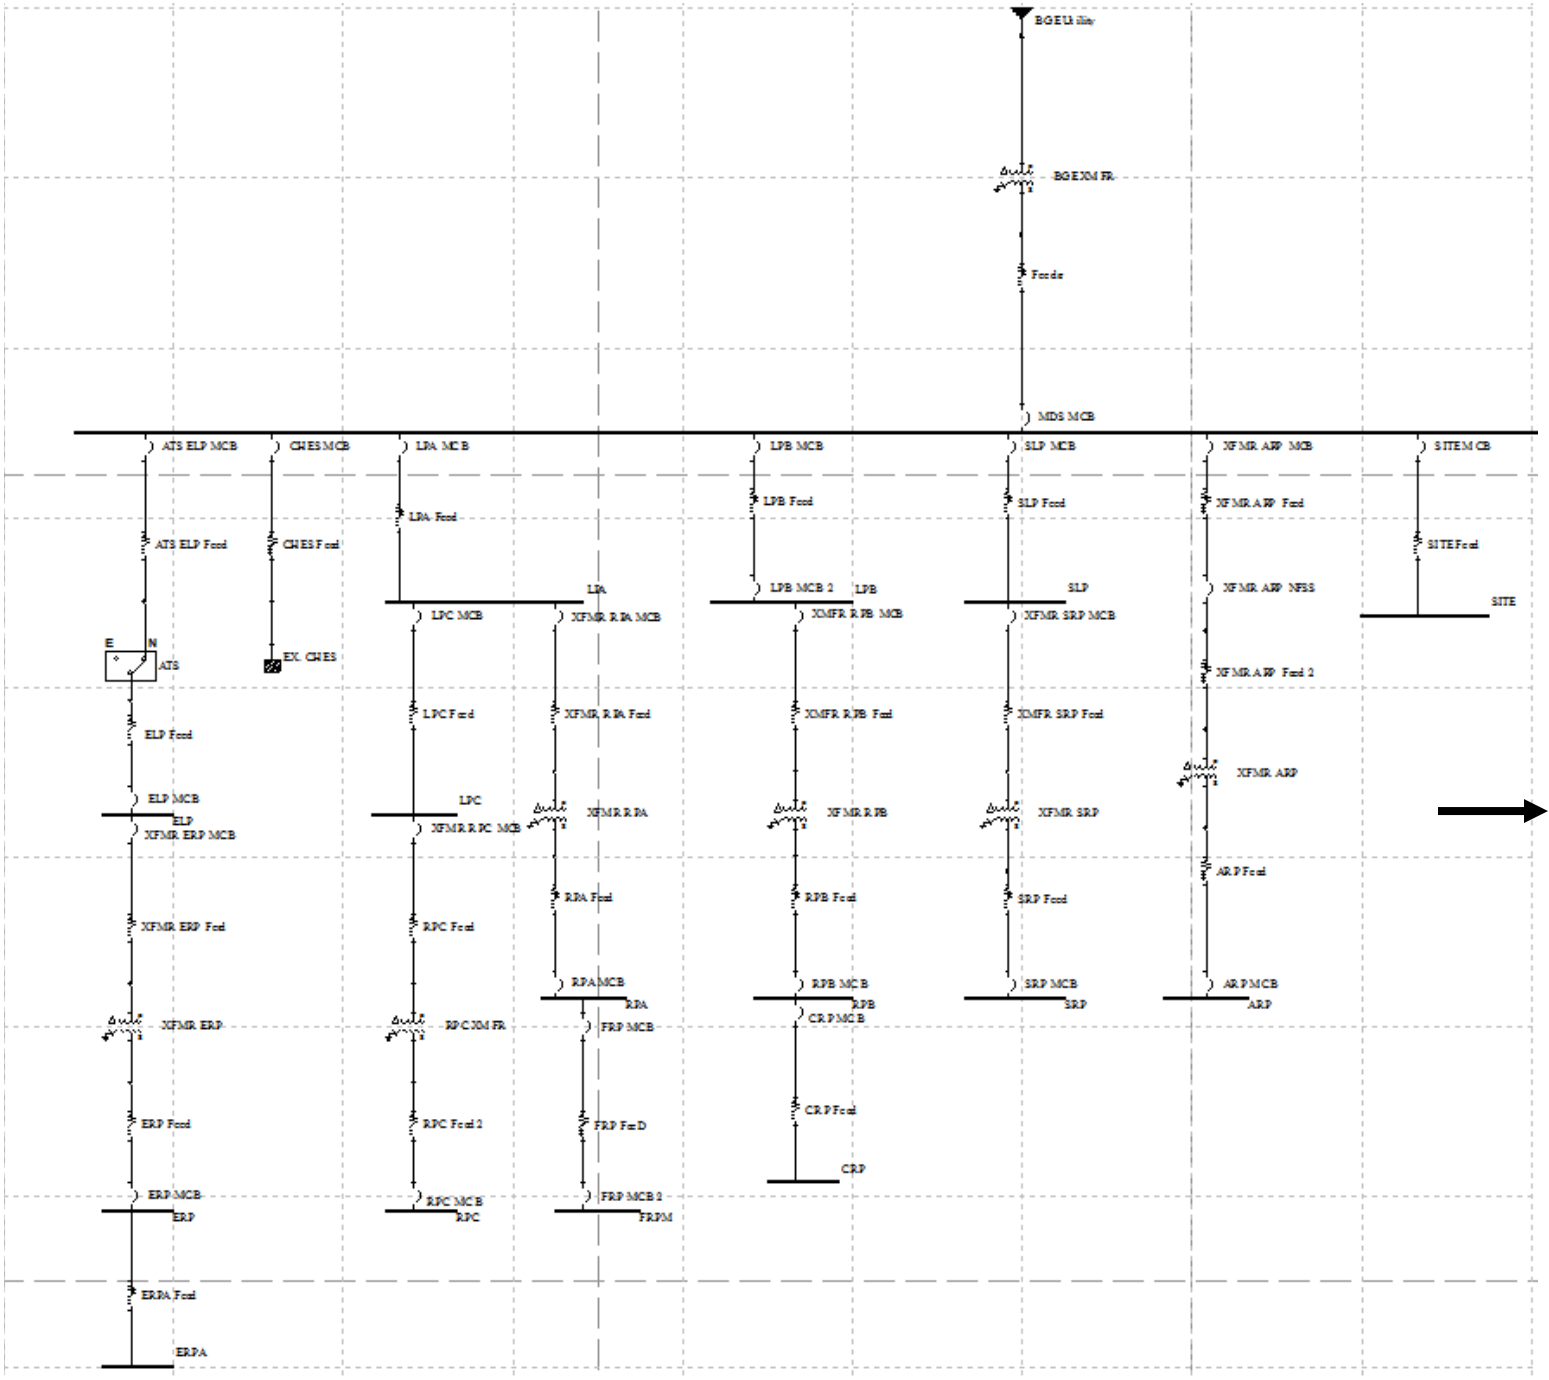 BGE Utility
BGE XMFR
Feeder
MDS MCB
ATS ELP MCB
CHES MCB
LPA MCB
LPB MCB
SLP MCB
XFMR ARP MCB
SITE MCB
LPA Feed
LPB Feed
SLP Feed
XFMR ARP Feed
ATS ELP Feed
CHES Feed
SITE Feed
LPA
LPB MCB 2
LPB
SLP
XFMR ARP NFSS
SITE
LPC MCB
XFMR RPA MCB
XMFR RPB MCB
XFMR SRP MCB
E N
ATS
EX. CHES
XFMR ARP Feed 2
ELP Feed
LPC Feed
XFMR RPA Feed
XMFR RPB Feed
XMFR SRP Feed
XFMR ARP
ELP MCB
ELP
LPC
XFMR RPA
XFMR RPB
XFMR SRP
XFMR ERP MCB
XFMR RPC MCB
ARP Feed
XFMR ERP Feed
RPC Feed
RPA Feed
RPB Feed
SRP Feed
RPA MCB
RPA
RPB MCB
RPB
SRP MCB
SRP
ARP MCB
ARP
XFMR ERP
RPC XMFR
FRP MCB
CRP MCB
ERP Feed
RPC Feed 2
FRP FeeD
CRP Feed
CRP
ERP MCB
ERP
RPC MCB
RPC
FRP MCB 2
FRPM
ERPA Feed
ERPA